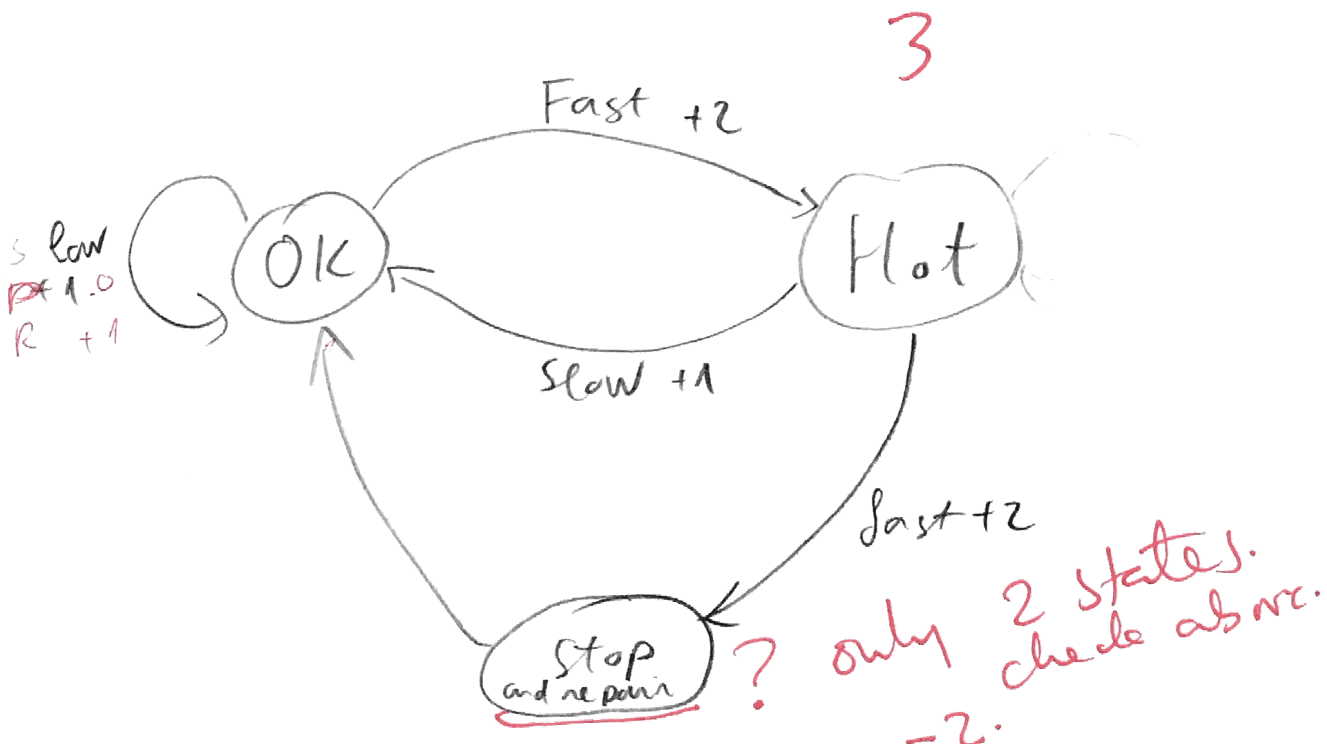 3
Fast +2
OK
Hot
slow
1.0
R +1
Slow +1
fast +2
stop
and repair
? only 2 states.
check above.
-2.